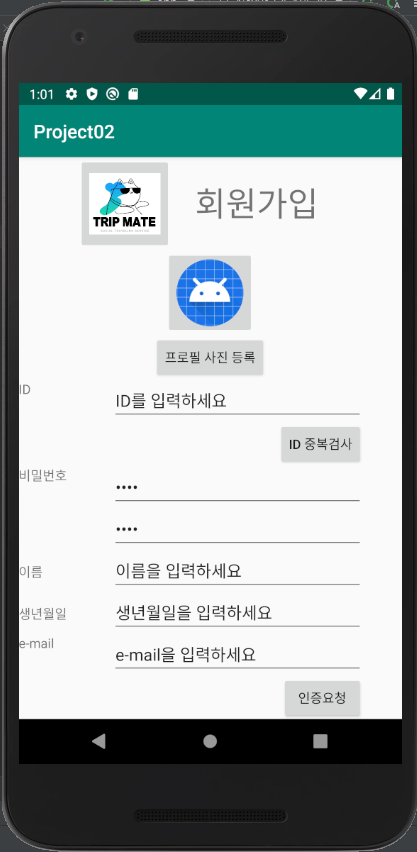 1:01
Project02
TRIP MATE
회원가입
프로필 사진 등록
ID
ID를 입력하세요
ID 중복검사
비밀번호
••••
••••
이름
이름을 입력하세요
생년월일
생년월일을 입력하세요
e-mail
e-mail을 입력하세요
인증요청